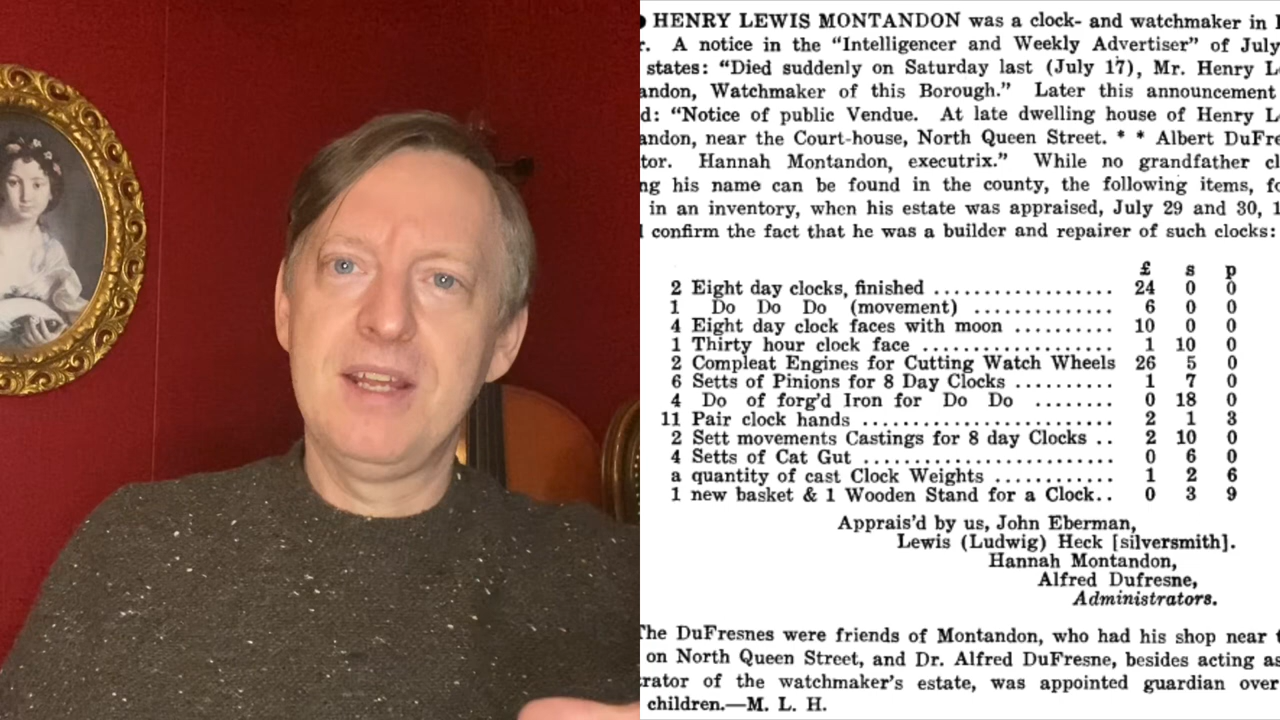 HENRY LEWIS MONTANDON was a clock- and watchmaker in
r. A notice in the “Intelligencer and Weekly Advertiser” of July
states: “Died suddenly on Saturday last (July 17), Mr. Henry
andon, Watchmaker of this Borough.” Later this announcement
d: “Notice of public Vendue. At late dwelling house of Henry
andon, near the Court-house, North Queen Street. * * Albert DuFre
tor. Hannah Montandon, executrix.” While no grandfather cl
ng his name can be found in the county, the following items, fo
in an inventory, when his estate was appraised, July 29 and 30, 1
confirm the fact that he was a builder and repairer of such clocks:
£ s p
2 Eight day clocks, finished .................. 24 0 0
1 Do Do Do (movement) .............. 6 0 0
4 Eight day clock faces with moon .......... 10 0 0
1 Thirty hour clock face .................... 1 10 0
2 Compleat Engines for Cutting Watch Wheels 26 5 0
6 Setts of Pinions for 8 Day Clocks ........... 1 7 0
4 Do of forg’d Iron for Do Do ........ 0 18 0
11 Pair clock hands ......................... 2 1 3
2 Sett movements Castings for 8 day Clocks .. 2 10 0
4 Setts of Cat Gut .......................... 0 6 0
a quantity of cast Clock Weights ............ 1 2 6
1 new basket & 1 Wooden Stand for a Clock.. 0 3 9
Apprais’d by us, John Eberman,
Lewis (Ludwig) Heck [silversmith].
Hannah Montandon,
Alfred Dufresne,
Administrators.
The DuFresnes were friends of Montandon, who had his shop near
on North Queen Street, and Dr. Alfred DuFresne, besides acting as
rator of the watchmaker’s estate, was appointed guardian over
children.—M. L. H.